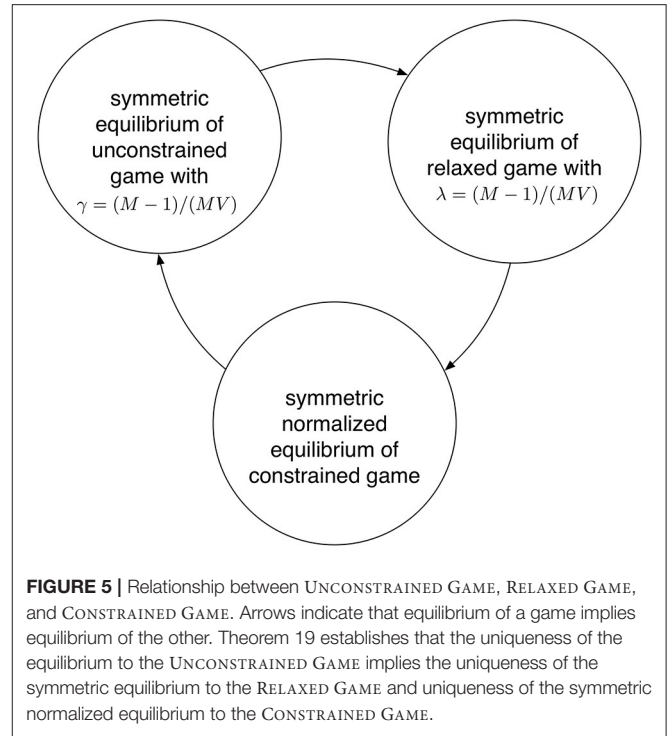 symmetric
equilibrium of
unconstrained
game with
γ = (M − 1)/(MV)
symmetric
equilibrium of
relaxed game with
λ = (M − 1)/(MV)
symmetric
normalized
equilibrium of
constrained game
FIGURE 5 | Relationship between UNCONSTRAINED GAME, RELAXED GAME,
and CONSTRAINED GAME. Arrows indicate that equilibrium of a game implies
equilibrium of the other. Theorem 19 establishes that the uniqueness of the
equilibrium to the UNCONSTRAINED GAME implies the uniqueness of the
symmetric equilibrium to the RELAXED GAME and uniqueness of the symmetric
normalized equilibrium to the CONSTRAINED GAME.